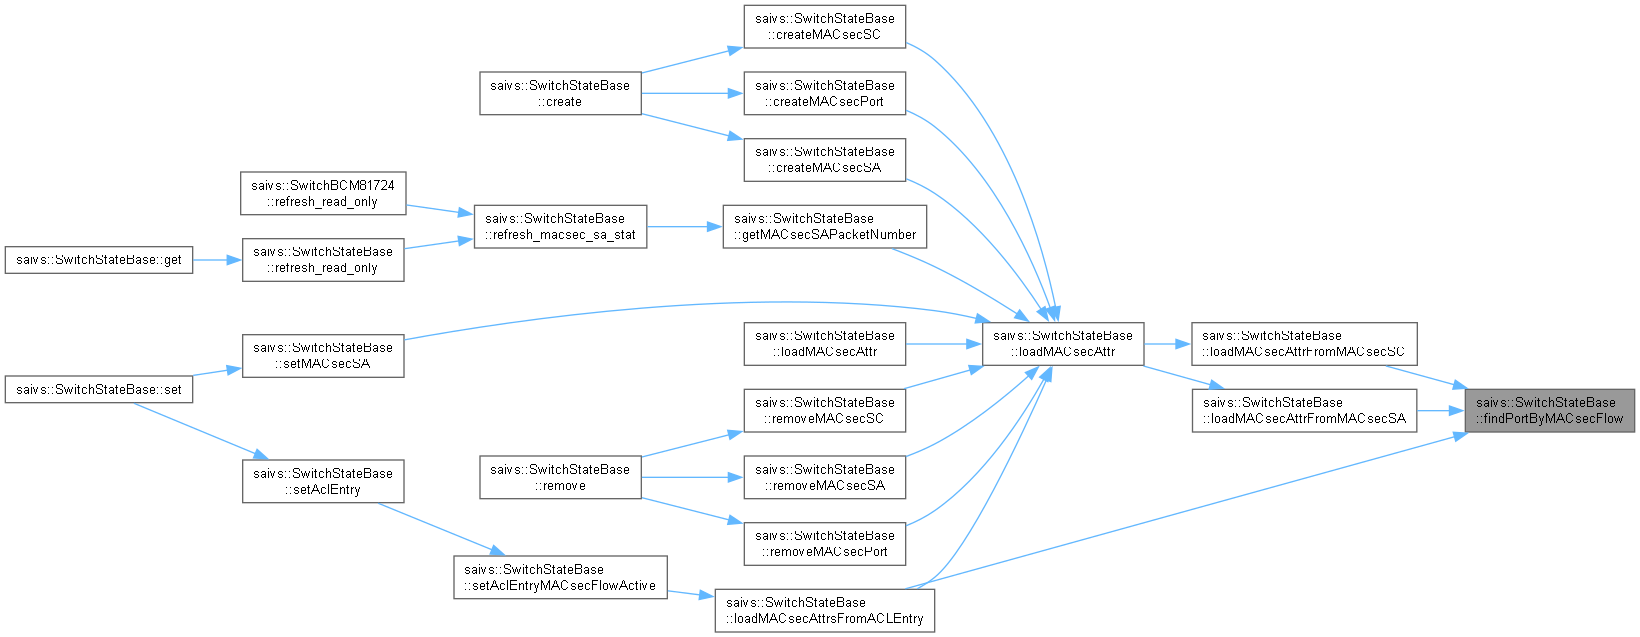 saivs::SwitchStateBase
::createMACsecSC
saivs::SwitchStateBase
::create
saivs::SwitchStateBase
::createMACsecPort
saivs::SwitchStateBase
::createMACsecSA
saivs::SwitchBCM81724
::refresh_read_only
saivs::SwitchStateBase
::refresh_macsec_sa_stat
saivs::SwitchStateBase
::getMACsecSAPacketNumber
saivs::SwitchStateBase::get
saivs::SwitchStateBase
::refresh_read_only
saivs::SwitchStateBase
::setMACsecSA
saivs::SwitchStateBase
::loadMACsecAttr
saivs::SwitchStateBase
::loadMACsecAttr
saivs::SwitchStateBase
::loadMACsecAttrFromMACsecSC
saivs::SwitchStateBase::set
saivs::SwitchStateBase
::removeMACsecSC
saivs::SwitchStateBase
::loadMACsecAttrFromMACsecSA
saivs::SwitchStateBase
::findPortByMACsecFlow
saivs::SwitchStateBase
::setAclEntry
saivs::SwitchStateBase
::remove
saivs::SwitchStateBase
::removeMACsecSA
saivs::SwitchStateBase
::removeMACsecPort
saivs::SwitchStateBase
::setAclEntryMACsecFlowActive
saivs::SwitchStateBase
::loadMACsecAttrsFromACLEntry